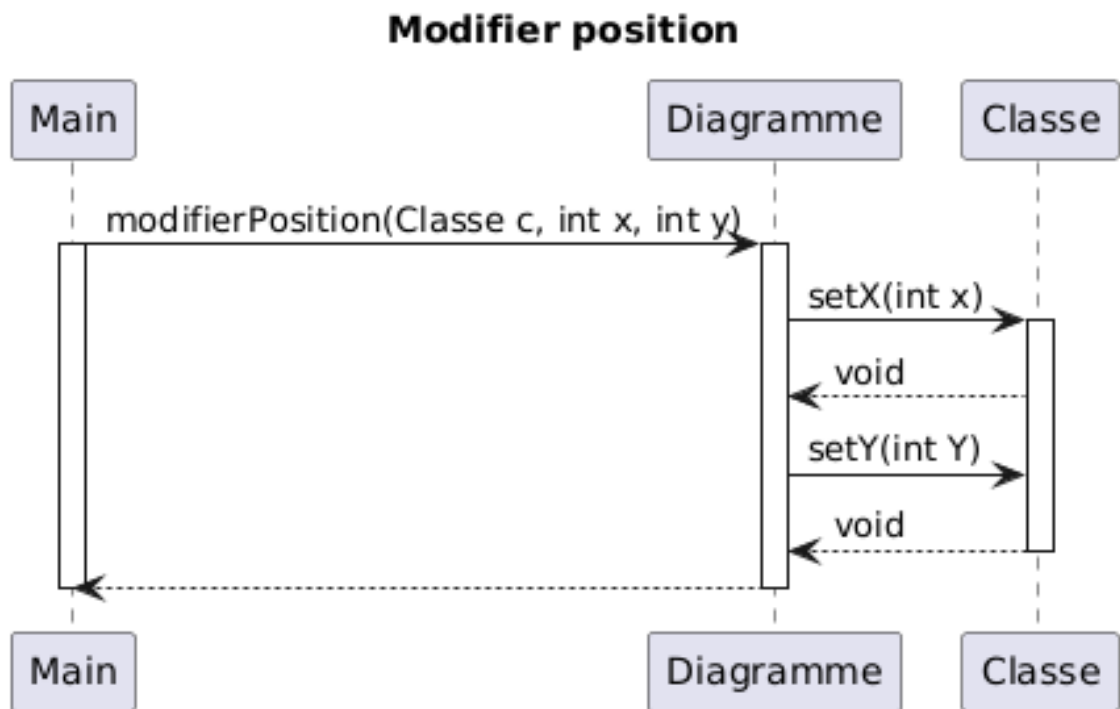 Modifier position
Main
Diagramme
Classe
modifierPosition(Classe c, int x, int y)
setX(int x)
void
setY(int Y)
void
Main
Diagramme
Classe